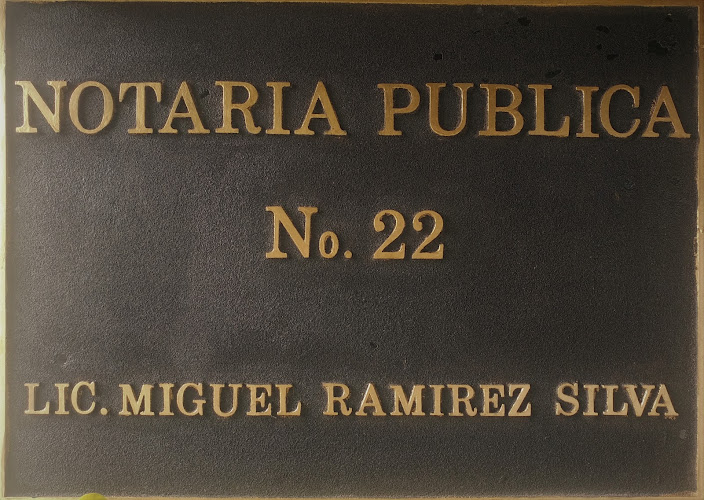 NOTARIA PUBLICA
No. 22
LIC. MIGUEL RAMIREZ SILVA